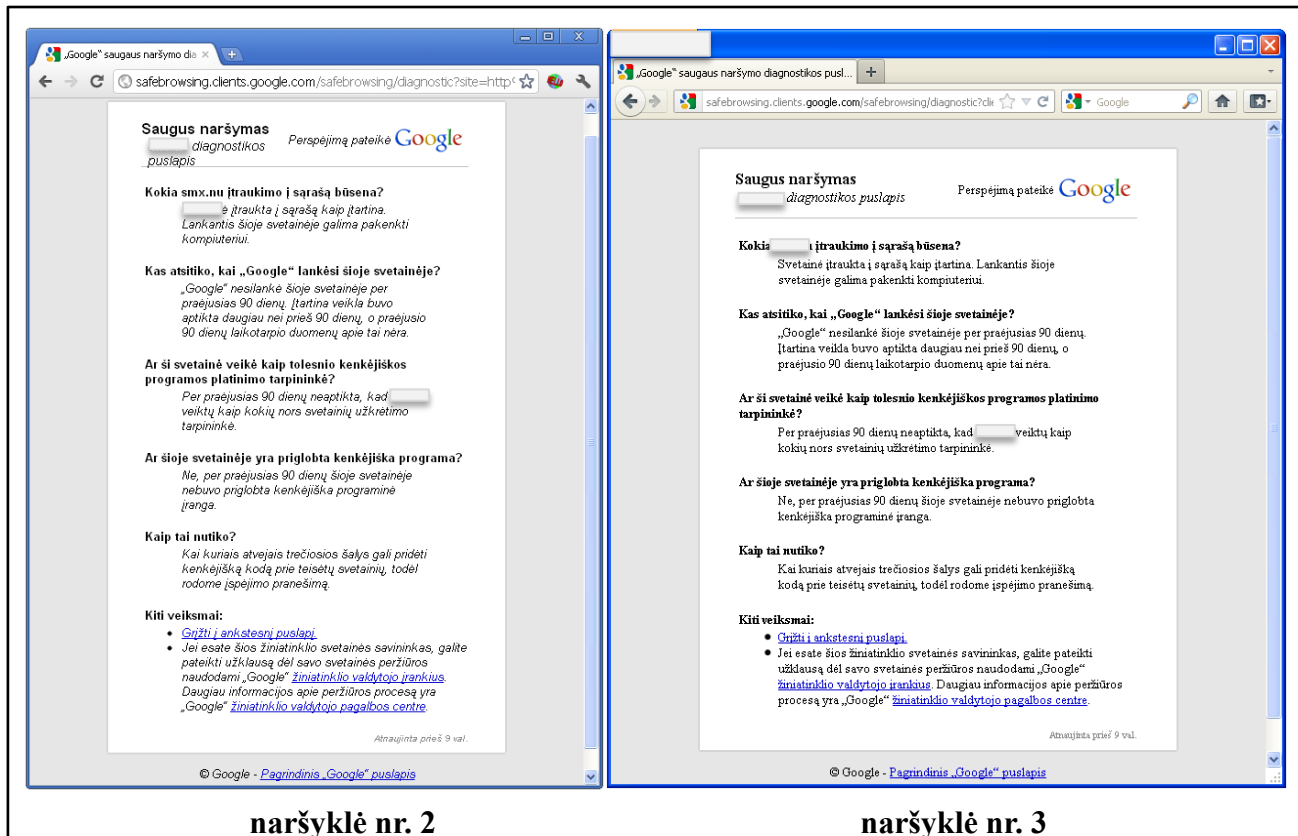 „Google“ saugaus naršymo dia
safebrowsing.clients.google.com/safebrowsing/diagnostic?site=http
Saugus naršymas
diagnostikos
puslapis
Perspėjimą pateikė Google
Kokia smx.nu įtraukimo į sąrašą būsena?
ė įtraukta į sąrašą kaip įtartina.
Lankantis šioje svetainėje galima pakenkti
kompiuteriui.
Kas atsitiko, kai „Google“ lankėsi šioje svetainėje?
„Google“ nesilankė šioje svetainėje per
praėjusias 90 dienų. Įtartina veikla buvo
aptikta daugiau nei prieš 90 dienų, o praėjusio
90 dienų laikotarpio duomenų apie tai nėra.
Ar ši svetainė veikė kaip tolesnio kenkėjiškos
programos platinimo tarpininkė?
Per praėjusias 90 dienų neaptikta, kad
veiktų kaip kokių nors svetainių užkrėtimo
tarpininkė.
Ar šioje svetainėje yra priglobta kenkėjiška programa?
Ne, per praėjusias 90 dienų šioje svetainėje
nebuvo priglobta kenkėjiška programinė
įranga.
Kaip tai nutiko?
Kai kuriais atvejais trečiosios šalys gali pridėti
kenkėjišką kodą prie teisėtų svetainių, todėl
rodome įspėjimo pranešimą.
Kiti veiksmai:
• Grįžti į ankstesnį puslapį.
• Jei esate šios žiniatinklio svetainės savininkas, galite
pateikti užklausą dėl savo svetainės peržiūros
naudodami „Google“ žiniatinklio valdytojo įrankius.
Daugiau informacijos apie peržiūros procesą yra
„Google“ žiniatinklio valdytojo pagalbos centre.
Atnaujinta prieš 9 val.
© Google - Pagrindinis „Google“ puslapis
naršyklė nr. 2
„Google“ saugaus naršymo diagnostikos pusl...
safebrowsing.clients.google.com/safebrowsing/diagnostic?clie
Google
Saugus naršymas
diagnostikos puslapis
Perspėjimą pateikė Google
Kokia u įtraukimo į sąrašą būsena?
Svetainė įtraukta į sąrašą kaip įtartina. Lankantis šioje
svetainėje galima pakenkti kompiuteriui.
Kas atsitiko, kai „Google“ lankėsi šioje svetainėje?
„Google“ nesilankė šioje svetainėje per praėjusias 90 dienų.
Įtartina veikla buvo aptikta daugiau nei prieš 90 dienų, o
praėjusio 90 dienų laikotarpio duomenų apie tai nėra.
Ar ši svetainė veikė kaip tolesnio kenkėjiškos programos platinimo
tarpininkė?
Per praėjusias 90 dienų neaptikta, kad veiktų kaip
kokių nors svetainių užkrėtimo tarpininkė.
Ar šioje svetainėje yra priglobta kenkėjiška programa?
Ne, per praėjusias 90 dienų šioje svetainėje nebuvo priglobta
kenkėjiška programinė įranga.
Kaip tai nutiko?
Kai kuriais atvejais trečiosios šalys gali pridėti kenkėjišką
kodą prie teisėtų svetainių, todėl rodome įspėjimo pranešimą.
Kiti veiksmai:
• Grįžti į ankstesnį puslapį.
• Jei esate šios žiniatinklio svetainės savininkas, galite pateikti
užklausą dėl savo svetainės peržiūros naudodami „Google“
žiniatinklio valdytojo įrankius. Daugiau informacijos apie peržiūros
procesą yra „Google“ žiniatinklio valdytojo pagalbos centre.
Atnaujinta prieš 9 val.
© Google - Pagrindinis „Google“ puslapis
naršyklė nr. 3